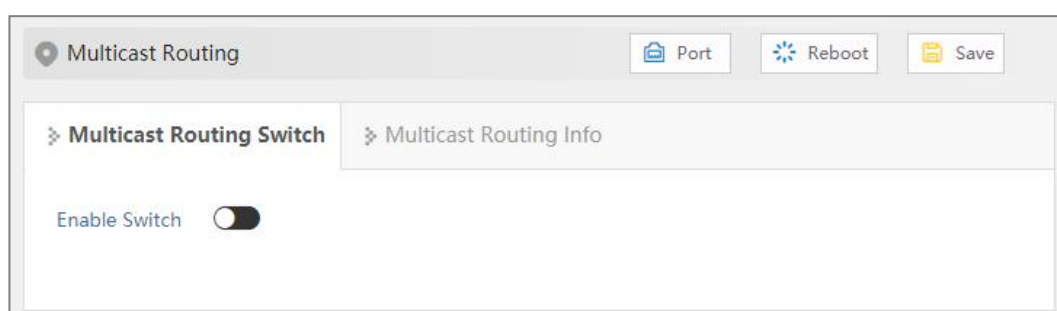 Multicast Routing Port Reboot Save
Multicast Routing Switch Multicast Routing Info
Enable Switch